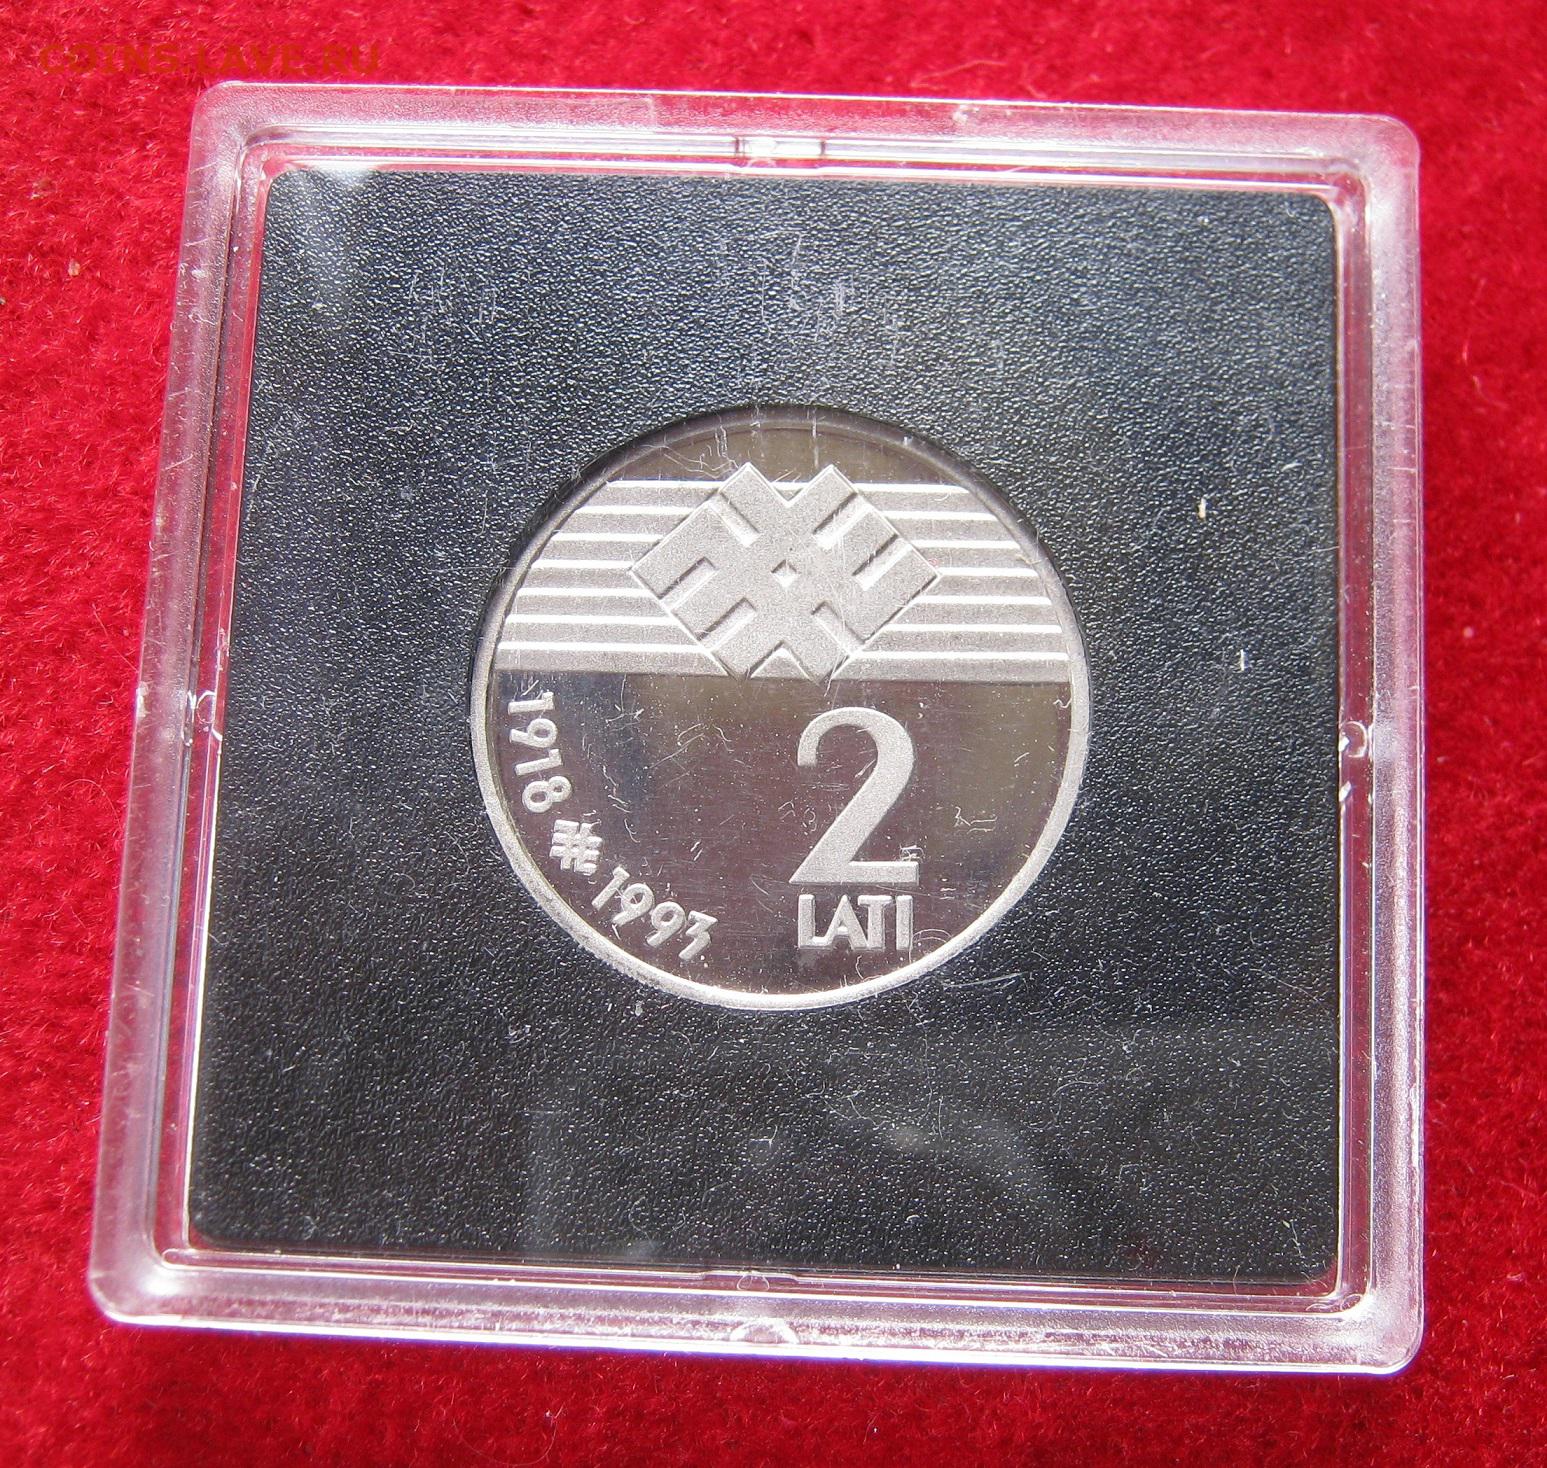 COINS.LAVE.RU
2
LATI
1918 1993